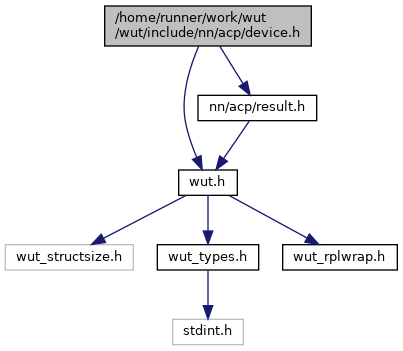 /home/runner/work/wut
/wut/include/nn/acp/device.h
nn/acp/result.h
wut.h
wut_structsize.h
wut_types.h
wut_rplwrap.h
stdint.h